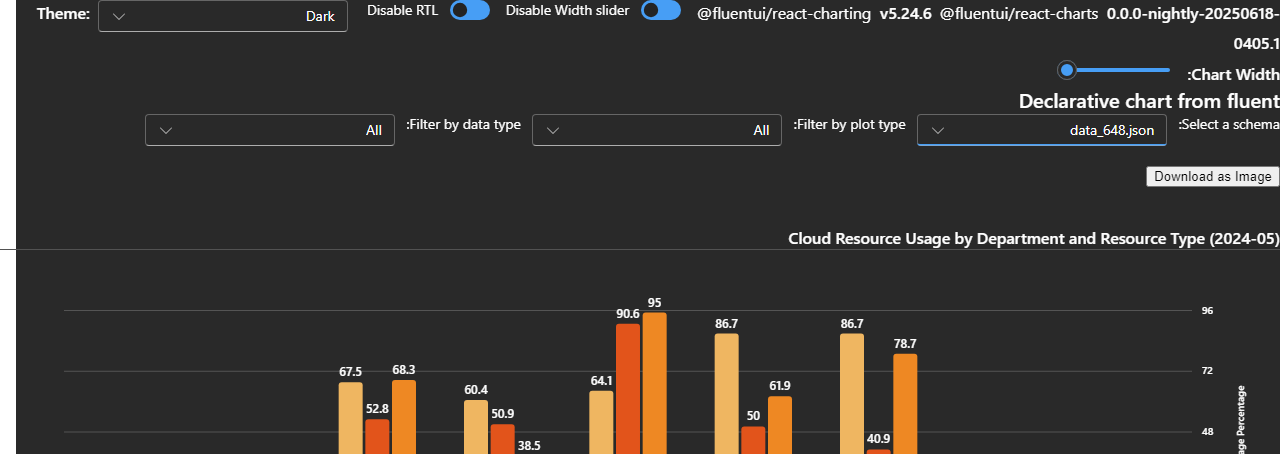 Theme:
Dark
Disable RTL
Disable Width slider
@fluentui/react-charting v5.24.6 @fluentui/react-charts 0.0.0-nightly-20250618-
0405.1
:Chart Width
Declarative chart from fluent
:Select a schema
data_648.json
:Filter by plot type
All
:Filter by data type
All
Download as Image
Cloud Resource Usage by Department and Resource Type (2024-05)
96
72
48
67.5
52.8
68.3
60.4
50.9
38.5
64.1
90.6
95
86.7
50
61.9
86.7
40.9
78.7
Percentage